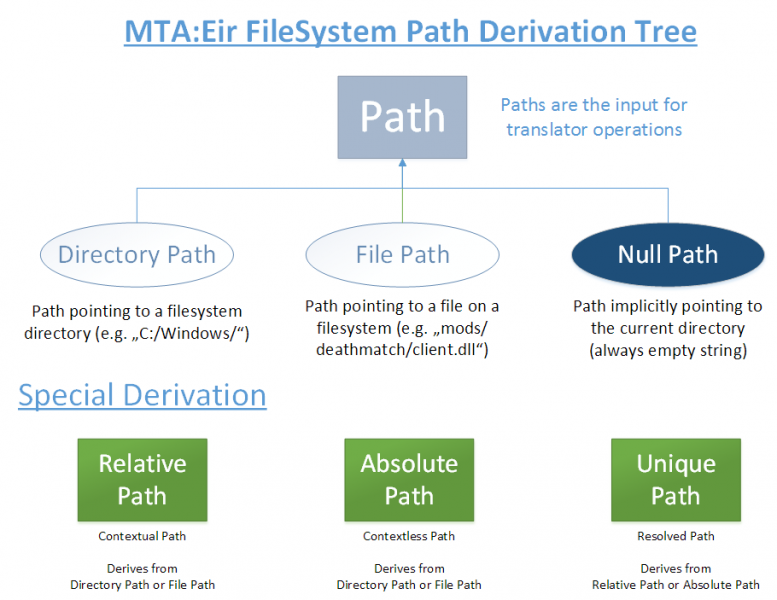 MTA:Eir FileSystem Path Derivation Tree
Path
Paths are the input for
translator operations
Directory Path
File Path
Null Path
Path pointing to a filesystem
directory (e.g. „C:/Windows/“)
Path pointing to a file on a
filesystem (e.g. „mods/
deathmatch/client.dll“)
Path implicitly pointing to
the current directory
(always empty string)
Special Derivation
Relative
Path
Absolute
Path
Unique
Path
Contextual Path
Contextless Path
Resolved Path
Derives from
Directory Path or File Path
Derives from
Directory Path or File Path
Derives from
Relative Path or Absolute Path